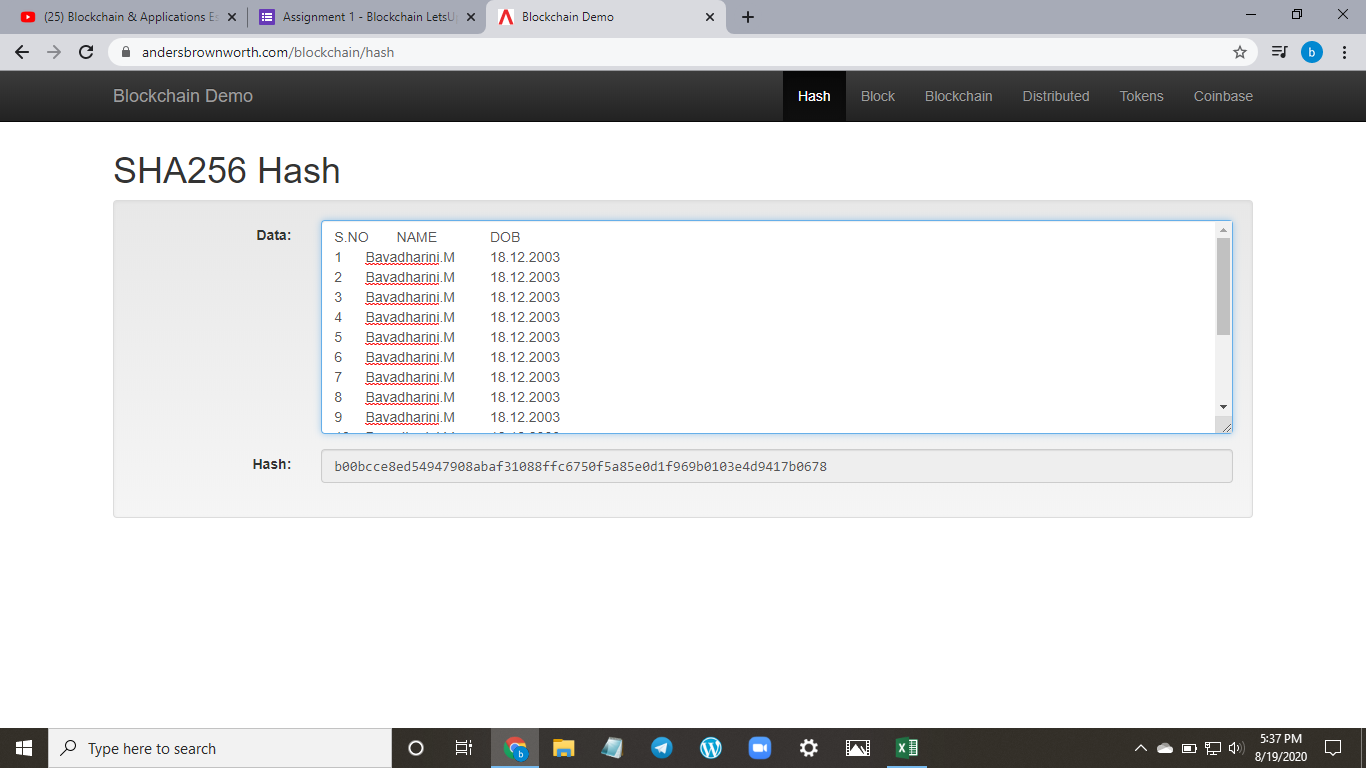 (25) Blockchain & Applications Es
Assignment 1 - Blockchain LetsU
Blockchain Demo
andersbrownworth.com/blockchain/hash
b
Blockchain Demo
Hash Block Blockchain Distributed Tokens Coinbase
SHA256 Hash
Data:
S.NO NAME DOB
1 Bavadharini.M 18.12.2003
2 Bavadharini.M 18.12.2003
3 Bavadharini.M 18.12.2003
4 Bavadharini.M 18.12.2003
5 Bavadharini.M 18.12.2003
6 Bavadharini.M 18.12.2003
7 Bavadharini.M 18.12.2003
8 Bavadharini.M 18.12.2003
9 Bavadharini.M 18.12.2003
Hash:
b00bcce8ed54947908abaf31088ffc6750f5a85e0d1f969b0103e4d9417b0678
Type here to search
5:37 PM
8/19/2020